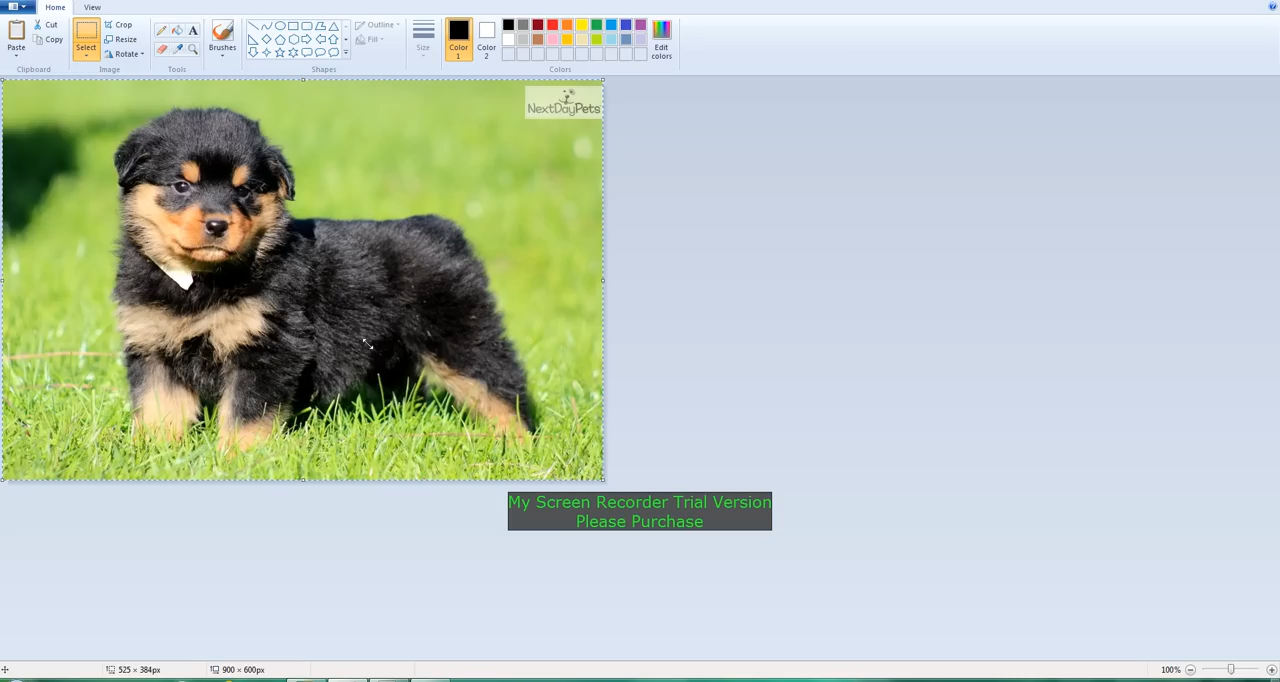 Home
View
Paste
Cut
Copy
Clipboard
Select
Crop
Resize
Rotate
Image
Tools
Brushes
Shapes
Outline
Fill
Size
Color
1
Color
2
Colors
Edit
colors
NextDayPets
My Screen Recorder Trial Version
Please Purchase
525 × 384px
900 × 600px
100%